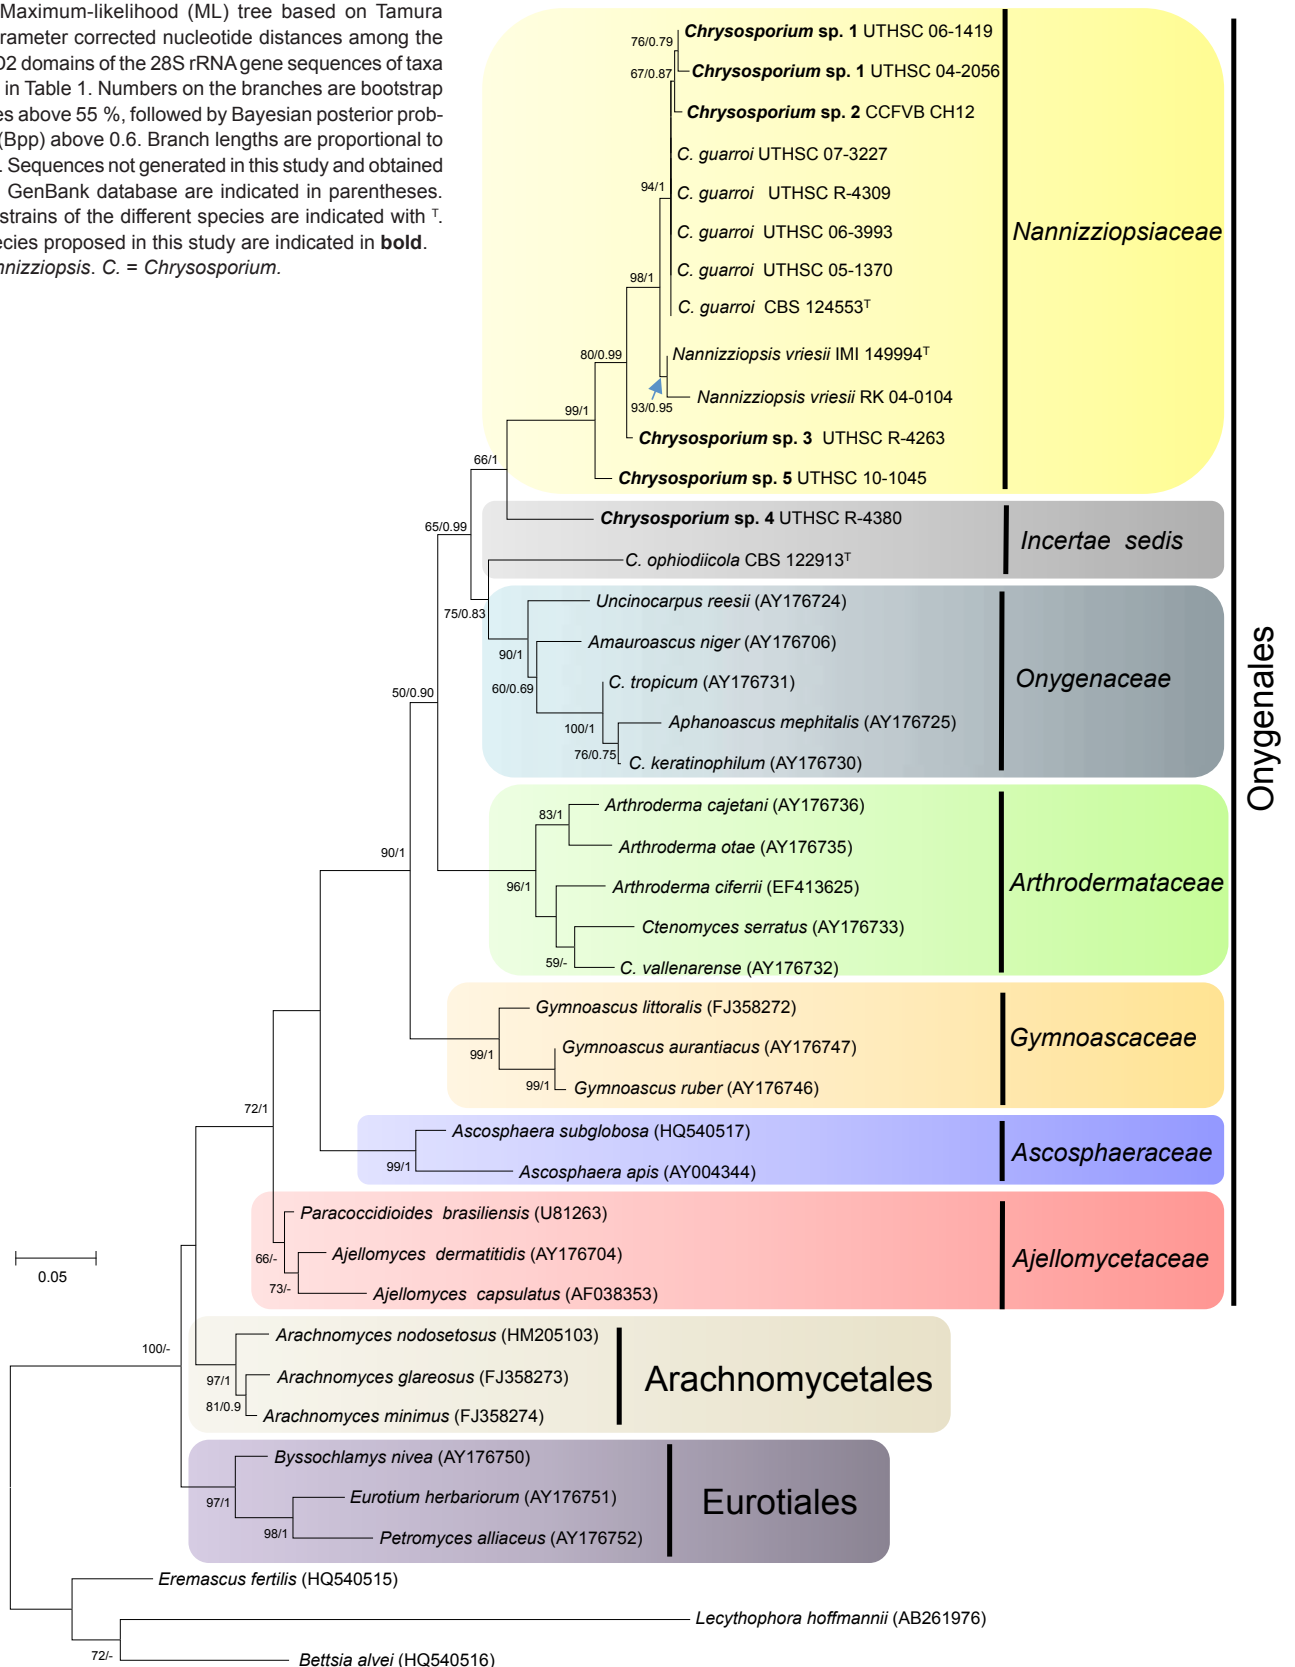 Maximum-likelihood (ML) tree based on Tamura
rameter corrected nucleotide distances among the
D2 domains of the 28S rRNA gene sequences of taxa
in Table 1. Numbers on the branches are bootstrap
es above 55 %, followed by Bayesian posterior prob-
(Bpp) above 0.6. Branch lengths are proportional to
. Sequences not generated in this study and obtained
GenBank database are indicated in parentheses.
strains of the different species are indicated with ᵀ.
ecies proposed in this study are indicated in bold.
nnizziopsis. C. = Chrysosporium.
Chrysosporium sp. 1 UTHSC 06-1419
76/0.79
Chrysosporium sp. 1 UTHSC 04-2056
67/0.87
Chrysosporium sp. 2 CCFVB CH12
C. guarroi UTHSC 07-3227
94/1
C. guarroi UTHSC R-4309
C. guarroi UTHSC 06-3993
Nannizziopsiaceae
C. guarroi UTHSC 05-1370
98/1
C. guarroi CBS 124553ᵀ
Nannizziopsis vriesii IMI 149994ᵀ
80/0.99
Nannizziopsis vriesii RK 04-0104
93/0.95
99/1
Chrysosporium sp. 3 UTHSC R-4263
66/1
Chrysosporium sp. 5 UTHSC 10-1045
Chrysosporium sp. 4 UTHSC R-4380
65/0.99
Incertae sedis
C. ophiodiicola CBS 122913ᵀ
Uncinocarpus reesii (AY176724)
75/0.83
Amauroascus niger (AY176706)
90/1
Onygenaceae
C. tropicum (AY176731)
60/0.69
50/0.90
Aphanoascus mephitalis (AY176725)
100/1
76/0.75
C. keratinophilum (AY176730)
Onygenales
Arthroderma cajetani (AY176736)
83/1
Arthroderma otae (AY176735)
90/1
Arthroderma ciferrii (EF413625)
96/1
Arthrodermataceae
Ctenomyces serratus (AY176733)
59/-
C. vallenarense (AY176732)
Gymnoascus littoralis (FJ358272)
Gymnoascaceae
Gymnoascus aurantiacus (AY176747)
99/1
99/1
Gymnoascus ruber (AY176746)
72/1
Ascosphaera subglobosa (HQ540517)
Ascosphaeraceae
99/1
Ascosphaera apis (AY004344)
Paracoccidioides brasiliensis (U81263)
Ajellomyces dermatitidis (AY176704)
66/-
Ajellomycetaceae
0.05
73/-
Ajellomyces capsulatus (AF038353)
Arachnomyces nodosetosus (HM205103)
100/-
Arachnomyces glareosus (FJ358273)
97/1
Arachnomycetales
81/0.9
Arachnomyces minimus (FJ358274)
Byssochlamys nivea (AY176750)
Eurotium herbariorum (AY176751)
97/1
Eurotiales
98/1
Petromyces alliaceus (AY176752)
Eremascus fertilis (HQ540515)
Lecythophora hoffmannii (AB261976)
72/-
Bettsia alvei (HQ540516)